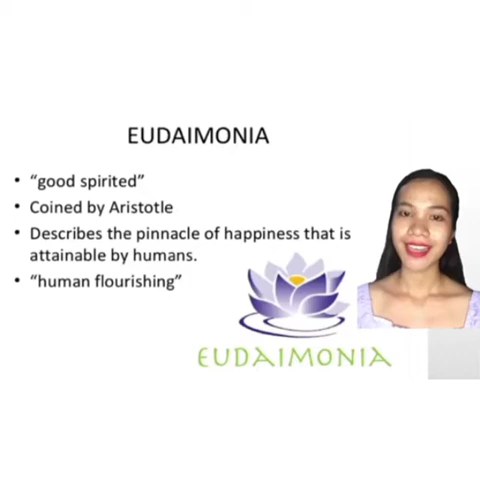 EUDAIMONIA
• “good spirited”
• Coined by Aristotle
• Describes the pinnacle of happiness that is
attainable by humans.
• “human flourishing”
EUDAIMONIA